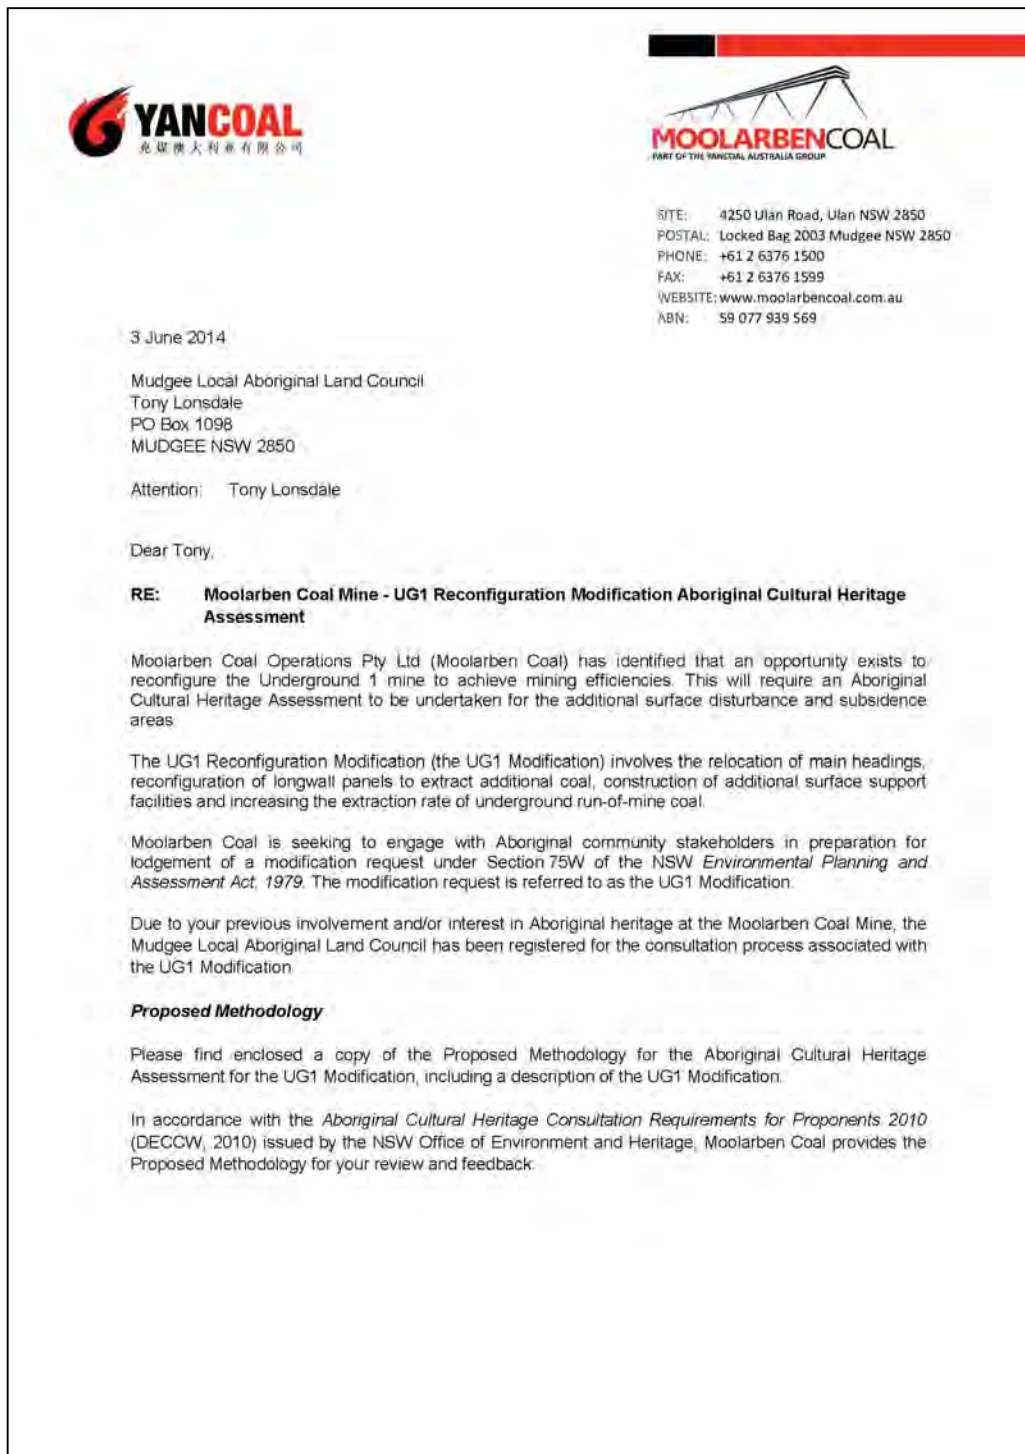 YANCOAL
兖煤澳大利亚有限公司
MOOLARBENCOAL
PART OF THE YANCOAL AUSTRALIA GROUP
SITE: 4250 Ulan Road, Ulan NSW 2850
POSTAL: Locked Bag 2003 Mudgee NSW 2850
PHONE: +61 2 6376 1500
FAX: +61 2 6376 1599
WEBSITE: www.moolarbencoal.com.au
ABN: 59 077 939 569
3 June 2014
Mudgee Local Aboriginal Land Council
Tony Lonsdale
PO Box 1098
MUDGEE NSW 2850
Attention: Tony Lonsdale
Dear Tony,
RE: Moolarben Coal Mine - UG1 Reconfiguration Modification Aboriginal Cultural Heritage
Assessment
Moolarben Coal Operations Pty Ltd (Moolarben Coal) has identified that an opportunity exists to
reconfigure the Underground 1 mine to achieve mining efficiencies. This will require an Aboriginal
Cultural Heritage Assessment to be undertaken for the additional surface disturbance and subsidence
areas.
The UG1 Reconfiguration Modification (the UG1 Modification) involves the relocation of main headings,
reconfiguration of longwall panels to extract additional coal, construction of additional surface support
facilities and increasing the extraction rate of underground run-of-mine coal.
Moolarben Coal is seeking to engage with Aboriginal community stakeholders in preparation for
lodgement of a modification request under Section 75W of the NSW Environmental Planning and
Assessment Act, 1979. The modification request is referred to as the UG1 Modification.
Due to your previous involvement and/or interest in Aboriginal heritage at the Moolarben Coal Mine, the
Mudgee Local Aboriginal Land Council has been registered for the consultation process associated with
the UG1 Modification.
Proposed Methodology
Please find enclosed a copy of the Proposed Methodology for the Aboriginal Cultural Heritage
Assessment for the UG1 Modification, including a description of the UG1 Modification.
In accordance with the Aboriginal Cultural Heritage Consultation Requirements for Proponents 2010
(DECCW, 2010) issued by the NSW Office of Environment and Heritage, Moolarben Coal provides the
Proposed Methodology for your review and feedback.